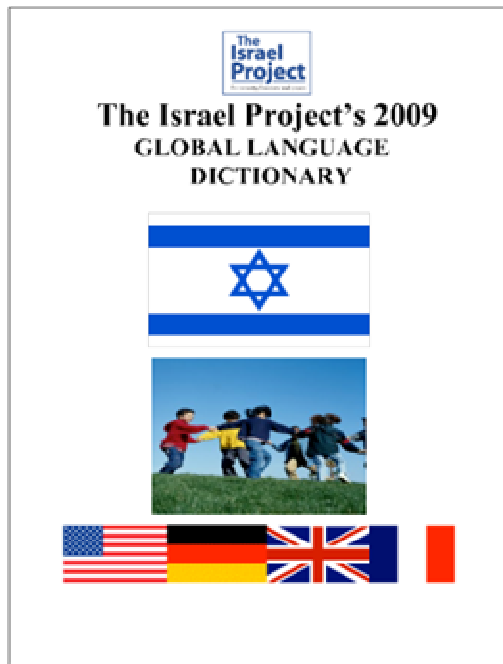 The
Israel
Project
The Israel Project's 2009
GLOBAL LANGUAGE
DICTIONARY